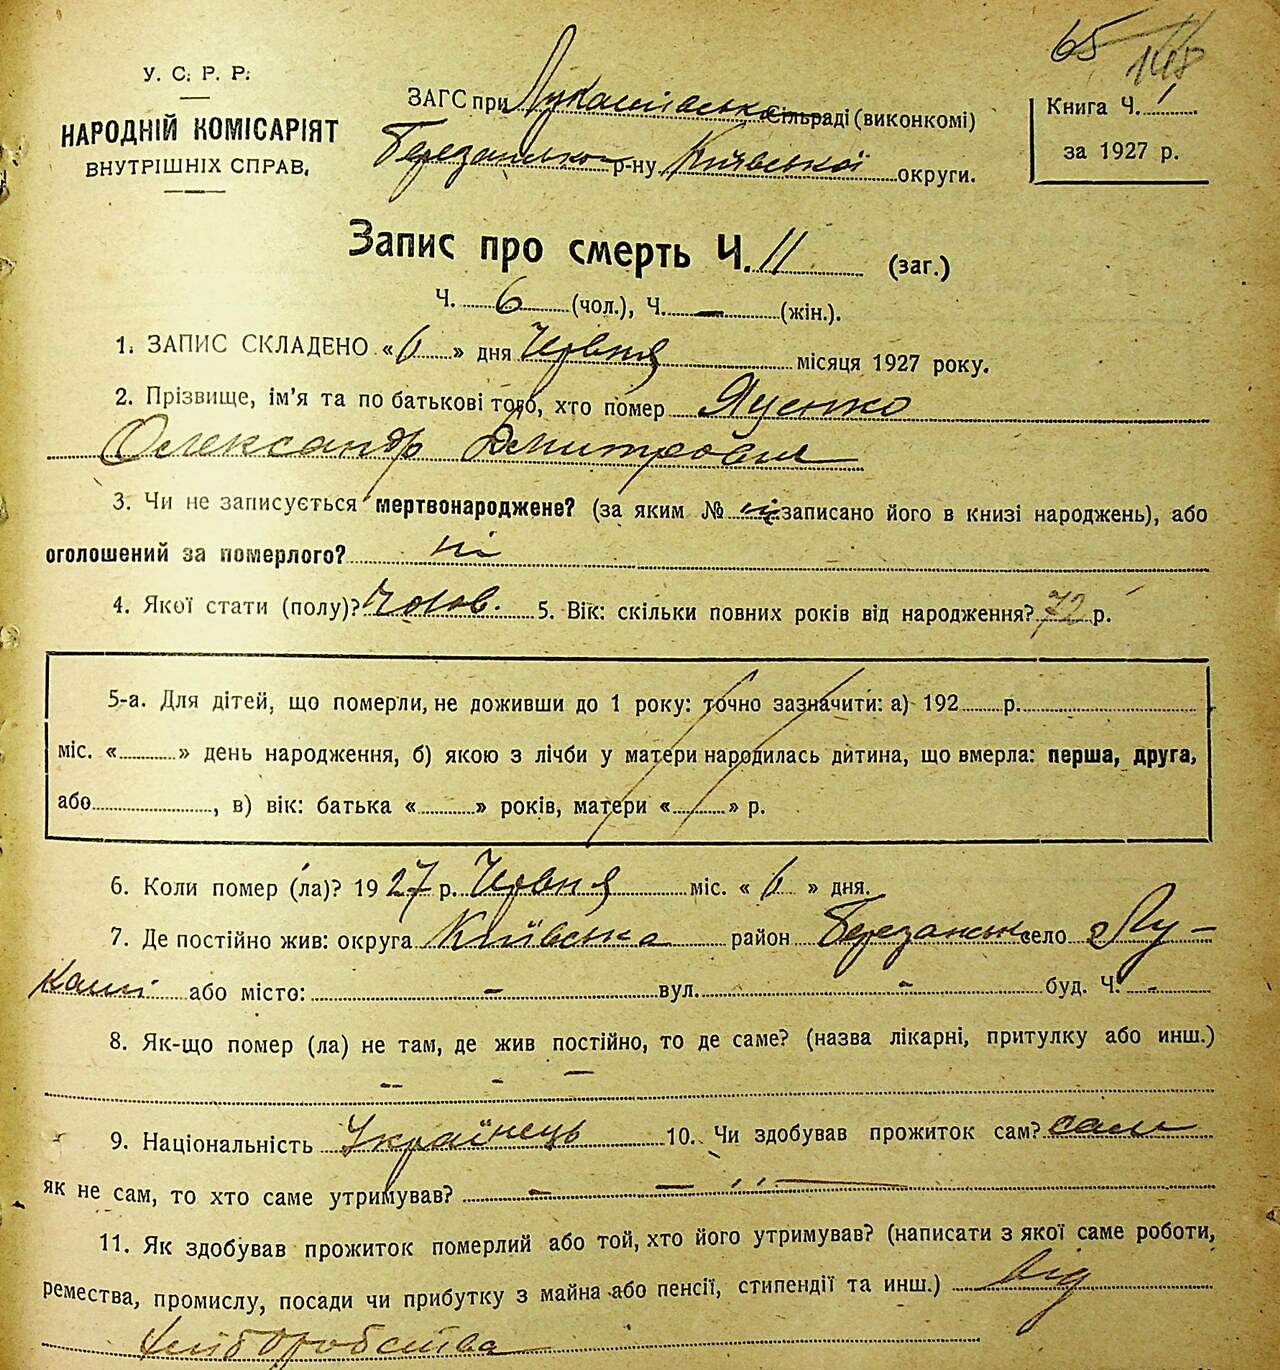 65
148
У. С. Р. Р.
НАРОДНІЙ КОМІСАРІЯТ
ВНУТРІШНІХ СПРАВ.
ЗАГС при Лукашівській сільраді (виконкомі)
Березанськ р-ну Київської округи.
Книга Ч. 1
за 1927 р.
Запис про смерть Ч. 11 (заг.)
Ч. 6 (чол.), Ч. — (жін.).
1. ЗАПИС СКЛАДЕНО «6» дня Червня місяця 1927 року.
2. Прізвище, ім'я та по батькові того, хто помер Яценко
Олександр Дмитрович
3. Чи не записується мертвонароджене? (за яким № ні записано його в книзі народжень), або
оголошений за померлого? ні
4. Якої стати (полу)? Чолов. 5. Вік: скільки повних років від народження? 72 р.
5-а. Для дітей, що померли, не доживши до 1 року: точно зазначити: а) 192 р.
міс. « » день народження, б) якою з лічби у матери народилась дитина, що вмерла: перша, друга,
або , в) вік: батька « » років, матери « » р.
6. Коли помер (ла)? 1927 р. Червня міс. «6» дня.
7. Де постійно жив: округа Київська район Березанськ село Лу-
каші або місто: - вул. - буд. Ч. -
8. Як-що помер (ла) не там, де жив постійно, то де саме? (назва лікарні, притулку або инш.)
9. Національність Українець 10. Чи здобував прожиток сам? сам
як не сам, то хто саме утримував? -
11. Як здобував прожиток померлий або той, хто його утримував? (написати з якої саме роботи,
ремества, промислу, посади чи прибутку з майна або пенсії, стипендії та инш.) від
хліборобства